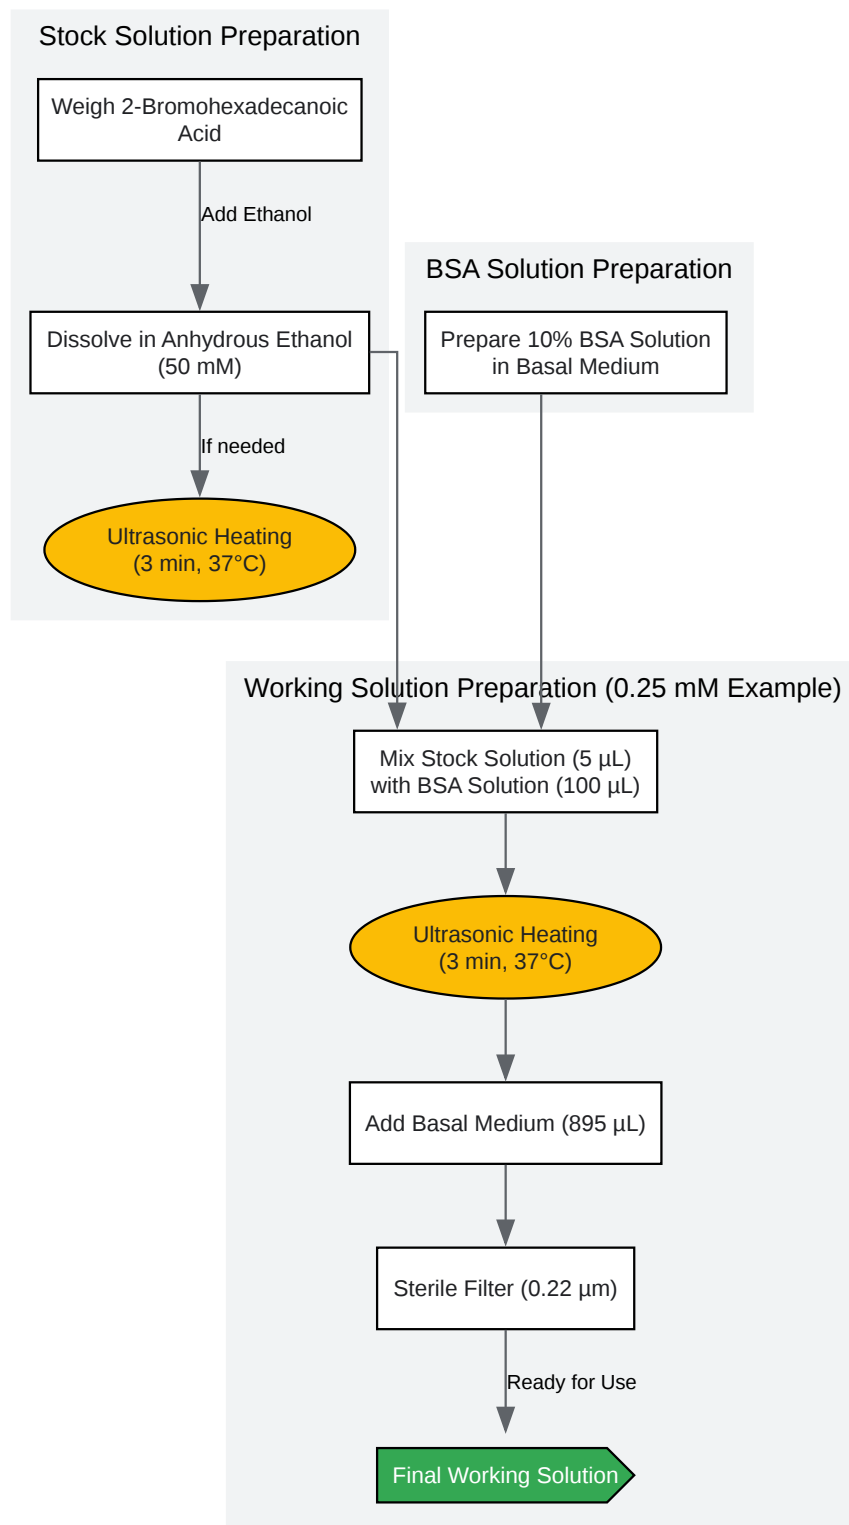 Stock Solution Preparation
Weigh 2-Bromohexadecanoic
Acid
Add Ethanol
Dissolve in Anhydrous Ethanol
(50 mM)
If needed
Ultrasonic Heating
(3 min, 37°C)
BSA Solution Preparation
Prepare 10% BSA Solution
in Basal Medium
Working Solution Preparation (0.25 mM Example)
Mix Stock Solution (5 µL)
with BSA Solution (100 µL)
Ultrasonic Heating
(3 min, 37°C)
Add Basal Medium (895 µL)
Sterile Filter (0.22 µm)
Ready for Use
Final Working Solution